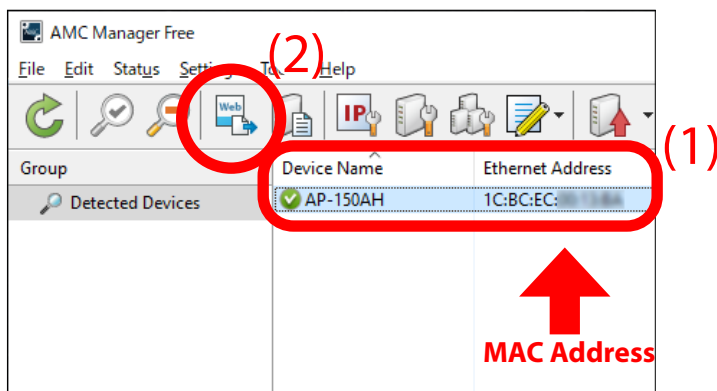 AMC Manager Free
(2)
File Edit Status Help
Web
IP
(1)
Group Device Name Ethernet Address
Detected Devices AP-150AH 1C:BC:EC:
MAC Address